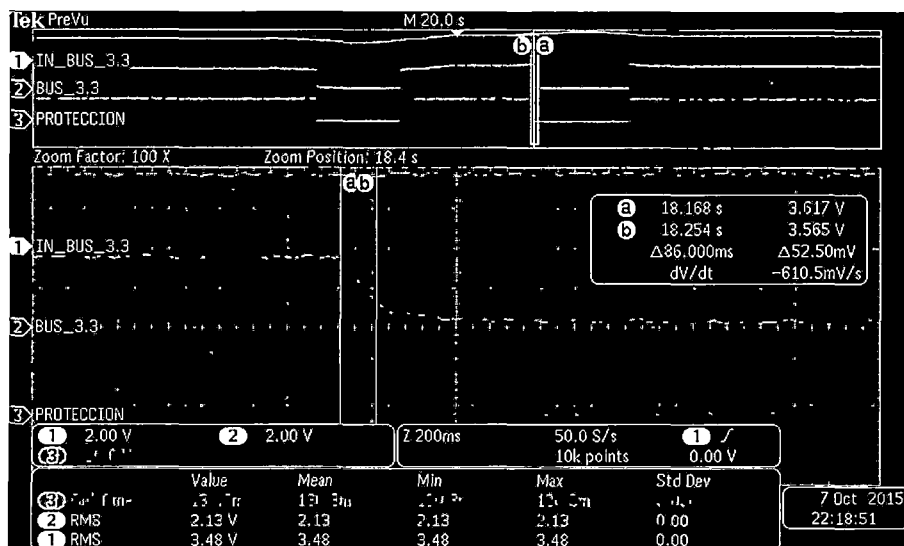 Tek PreVu M 20.0 s
b a
1 IN_BUS_3.3
2 BUS_3.3
3 PROTECCION
Zoom Factor: 100 X Zoom Position: 18.4 s
a b
a 18.168 s 3.617 V
b 18.254 s 3.565 V
Δ86.000ms Δ52.50mV
dV/dt -610.5mV/s
1 IN_BUS_3.3
2 BUS_3.3
3 PROTECCION
1 2.00 V 2 2.00 V Z 200ms 50.0 S/s 1
3 10k points 0.00 V
Value Mean Min Max Std Dev
3
2 RMS 2.13 V 2.13 2.13 2.13 0.00
1 RMS 3.48 V 3.48 3.48 3.48 0.00
7 Oct 2015
22:18:51